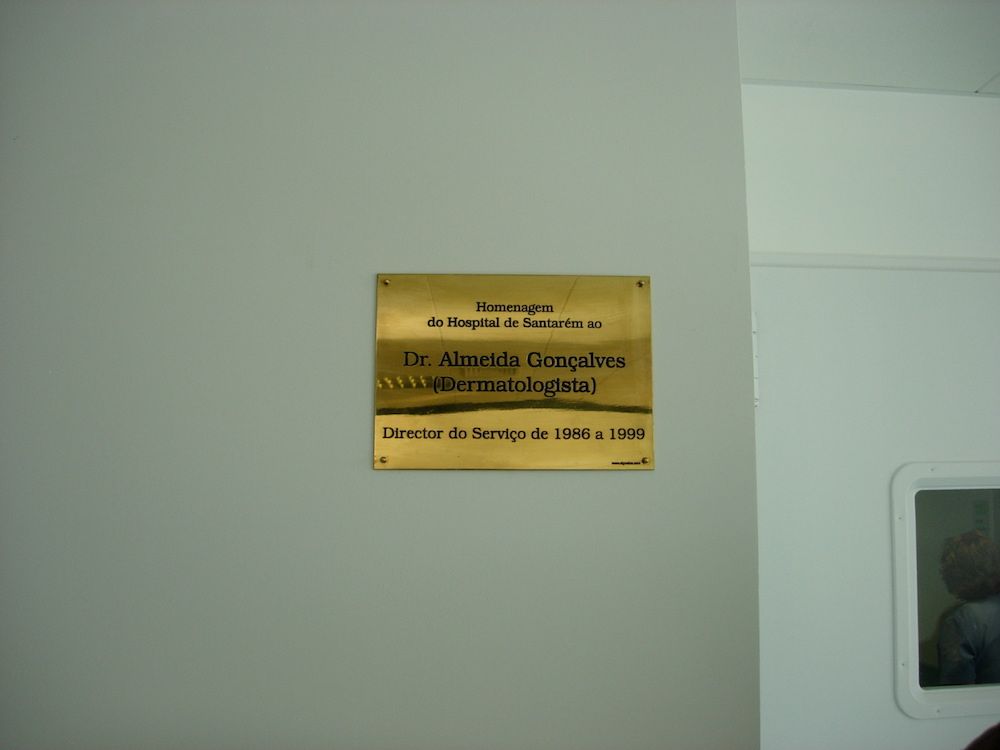 Homenagem
do Hospital de Santarém ao
Dr. Almeida Gonçalves
(Dermatologista)
Director do Serviço de 1986 a 1999